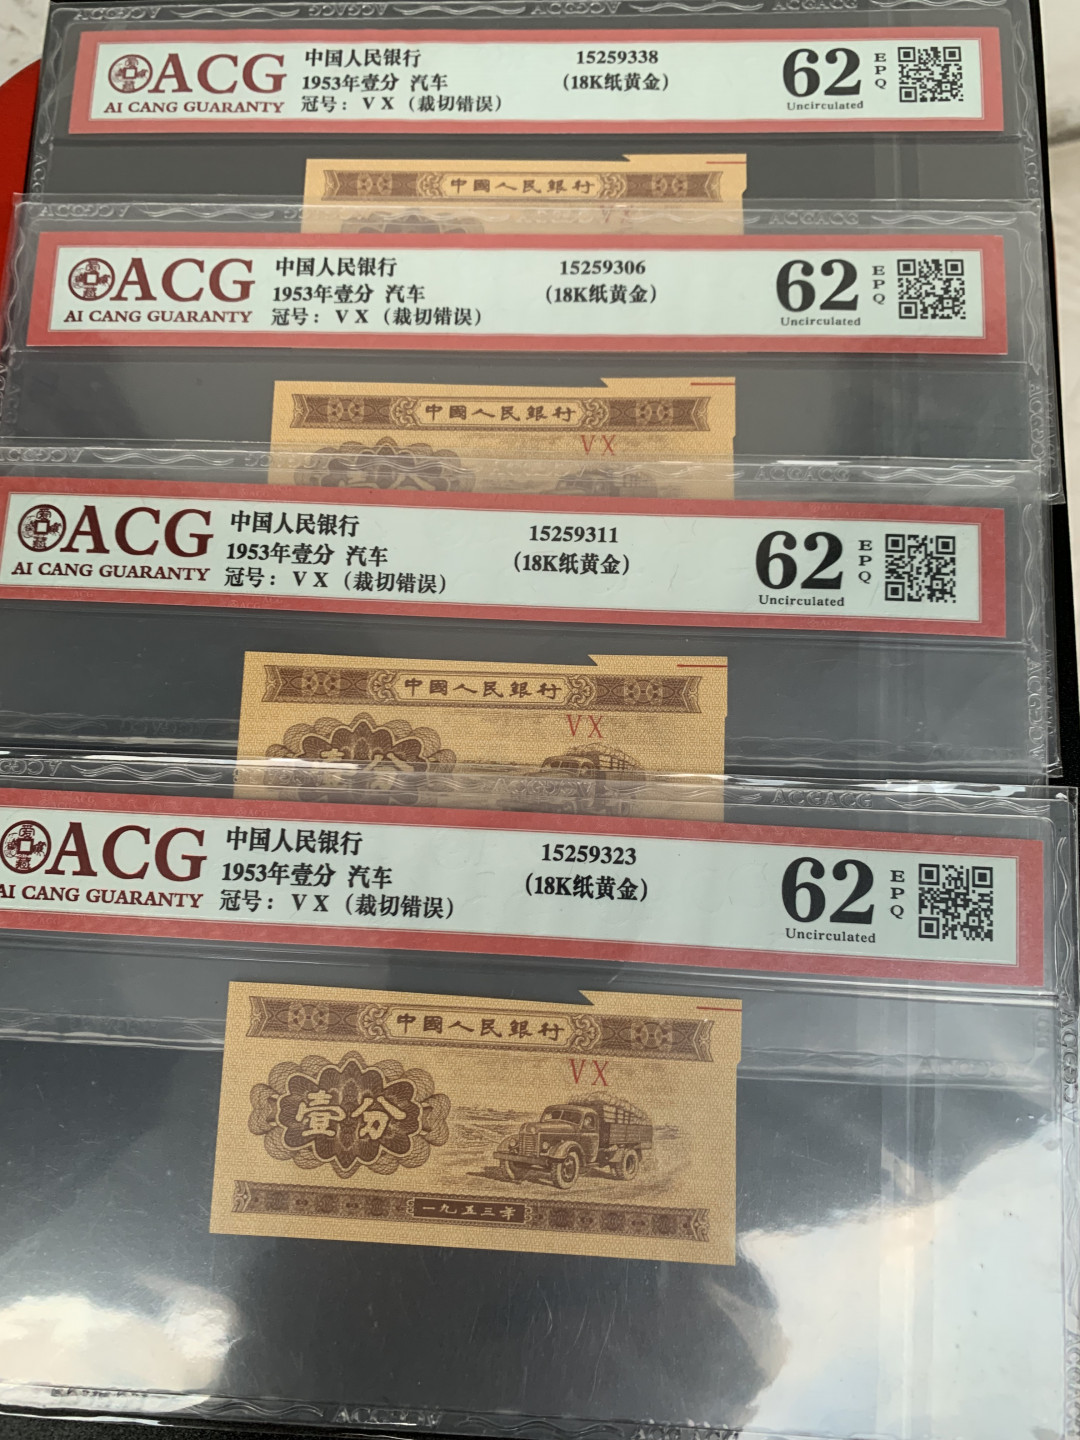 ACG
AI CANG GUARANTY
中国人民银行
1953年壹分 汽车
冠号：V X（裁切错误）
15259338
(18K纸黄金)
62
Uncirculated
EPQ
中國人民銀行
ACG
AI CANG GUARANTY
中国人民银行
1953年壹分 汽车
冠号：V X（裁切错误）
15259306
(18K纸黄金)
62
Uncirculated
EPQ
中國人民銀行
VX
ACG
AI CANG GUARANTY
中国人民银行
1953年壹分 汽车
冠号：V X（裁切错误）
15259311
(18K纸黄金)
62
Uncirculated
EPQ
中國人民銀行
VX
壹分
ACGACG
ACG
AI CANG GUARANTY
中国人民银行
1953年壹分 汽车
冠号：V X（裁切错误）
15259323
(18K纸黄金)
62
Uncirculated
EPQ
中國人民銀行
VX
壹分
一九五三年